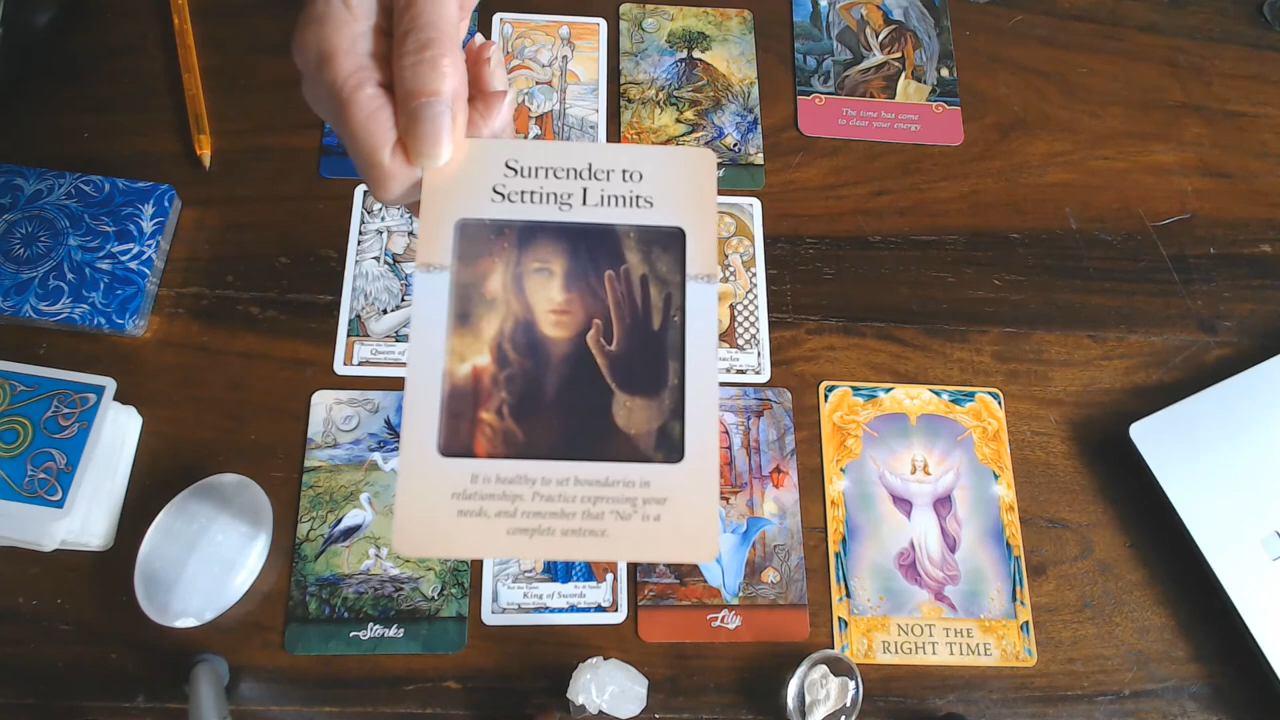 The time has come
to clear your energy.
Surrender to
Setting Limits
It is healthy to set boundaries in
relationships. Practice expressing your
needs, and remember that "No" is a
complete sentence.
Queen of
Storks
King of Swords
Lily
NOT THE
RIGHT TIME